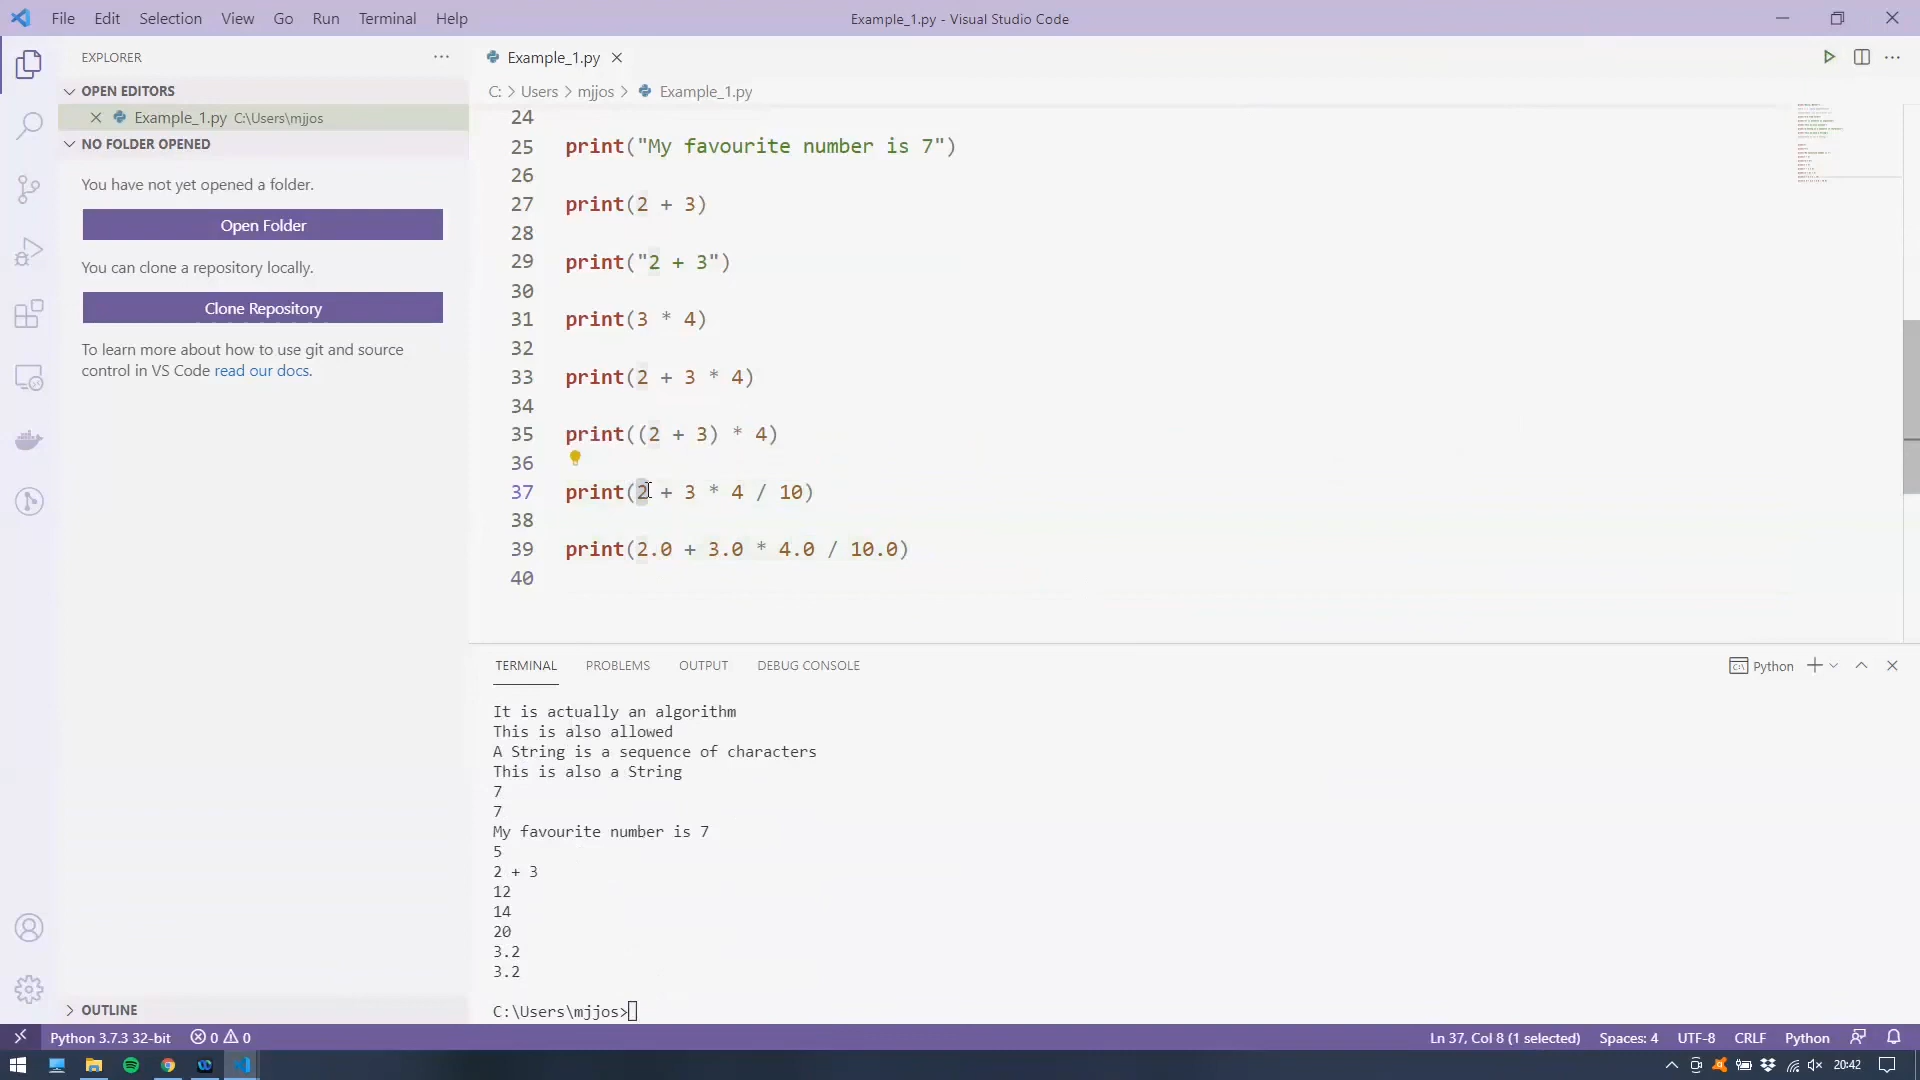 File Edit Selection View Go Run Terminal Help
Example_1.py - Visual Studio Code
EXPLORER
OPEN EDITORS
Example_1.py C:\Users\mjjos
NO FOLDER OPENED
You have not yet opened a folder.
Open Folder
You can clone a repository locally.
Clone Repository
To learn more about how to use git and source
control in VS Code read our docs.
OUTLINE
Example_1.py
C: > Users > mjjos > Example_1.py
24
25 print("My favourite number is 7")
26
27 print(2 + 3)
28
29 print("2 + 3")
30
31 print(3 * 4)
32
33 print(2 + 3 * 4)
34
35 print((2 + 3) * 4)
36
37 print(2 + 3 * 4 / 10)
38
39 print(2.0 + 3.0 * 4.0 / 10.0)
40
TERMINAL PROBLEMS OUTPUT DEBUG CONSOLE
Python
It is actually an algorithm
This is also allowed
A String is a sequence of characters
This is also a String
7
7
My favourite number is 7
5
2 + 3
12
14
20
3.2
3.2
C:\Users\mjjos>
Python 3.7.3 32-bit 0 0
Ln 37, Col 8 (1 selected) Spaces: 4 UTF-8 CRLF Python
20:42